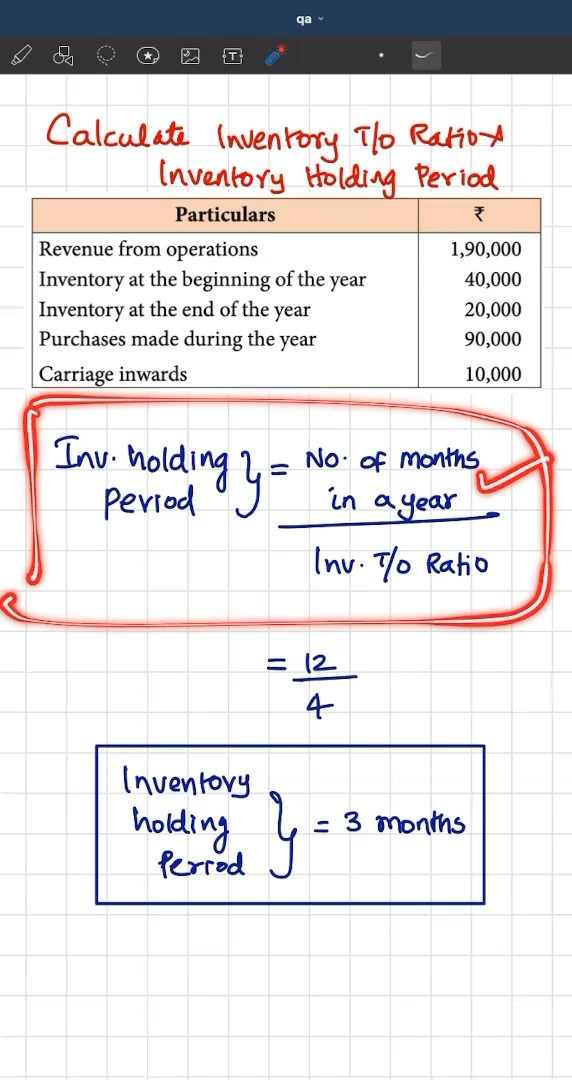 qa
Calculate Inventory T/o Ratio &
Inventory Holding Period
Particulars ₹
Revenue from operations 1,90,000
Inventory at the beginning of the year 40,000
Inventory at the end of the year 20,000
Purchases made during the year 90,000
Carriage inwards 10,000
Inv. holding } = No. of months
Period in a year
Inv. T/o Ratio
= 12
4
Inventory
holding } = 3 months
Period